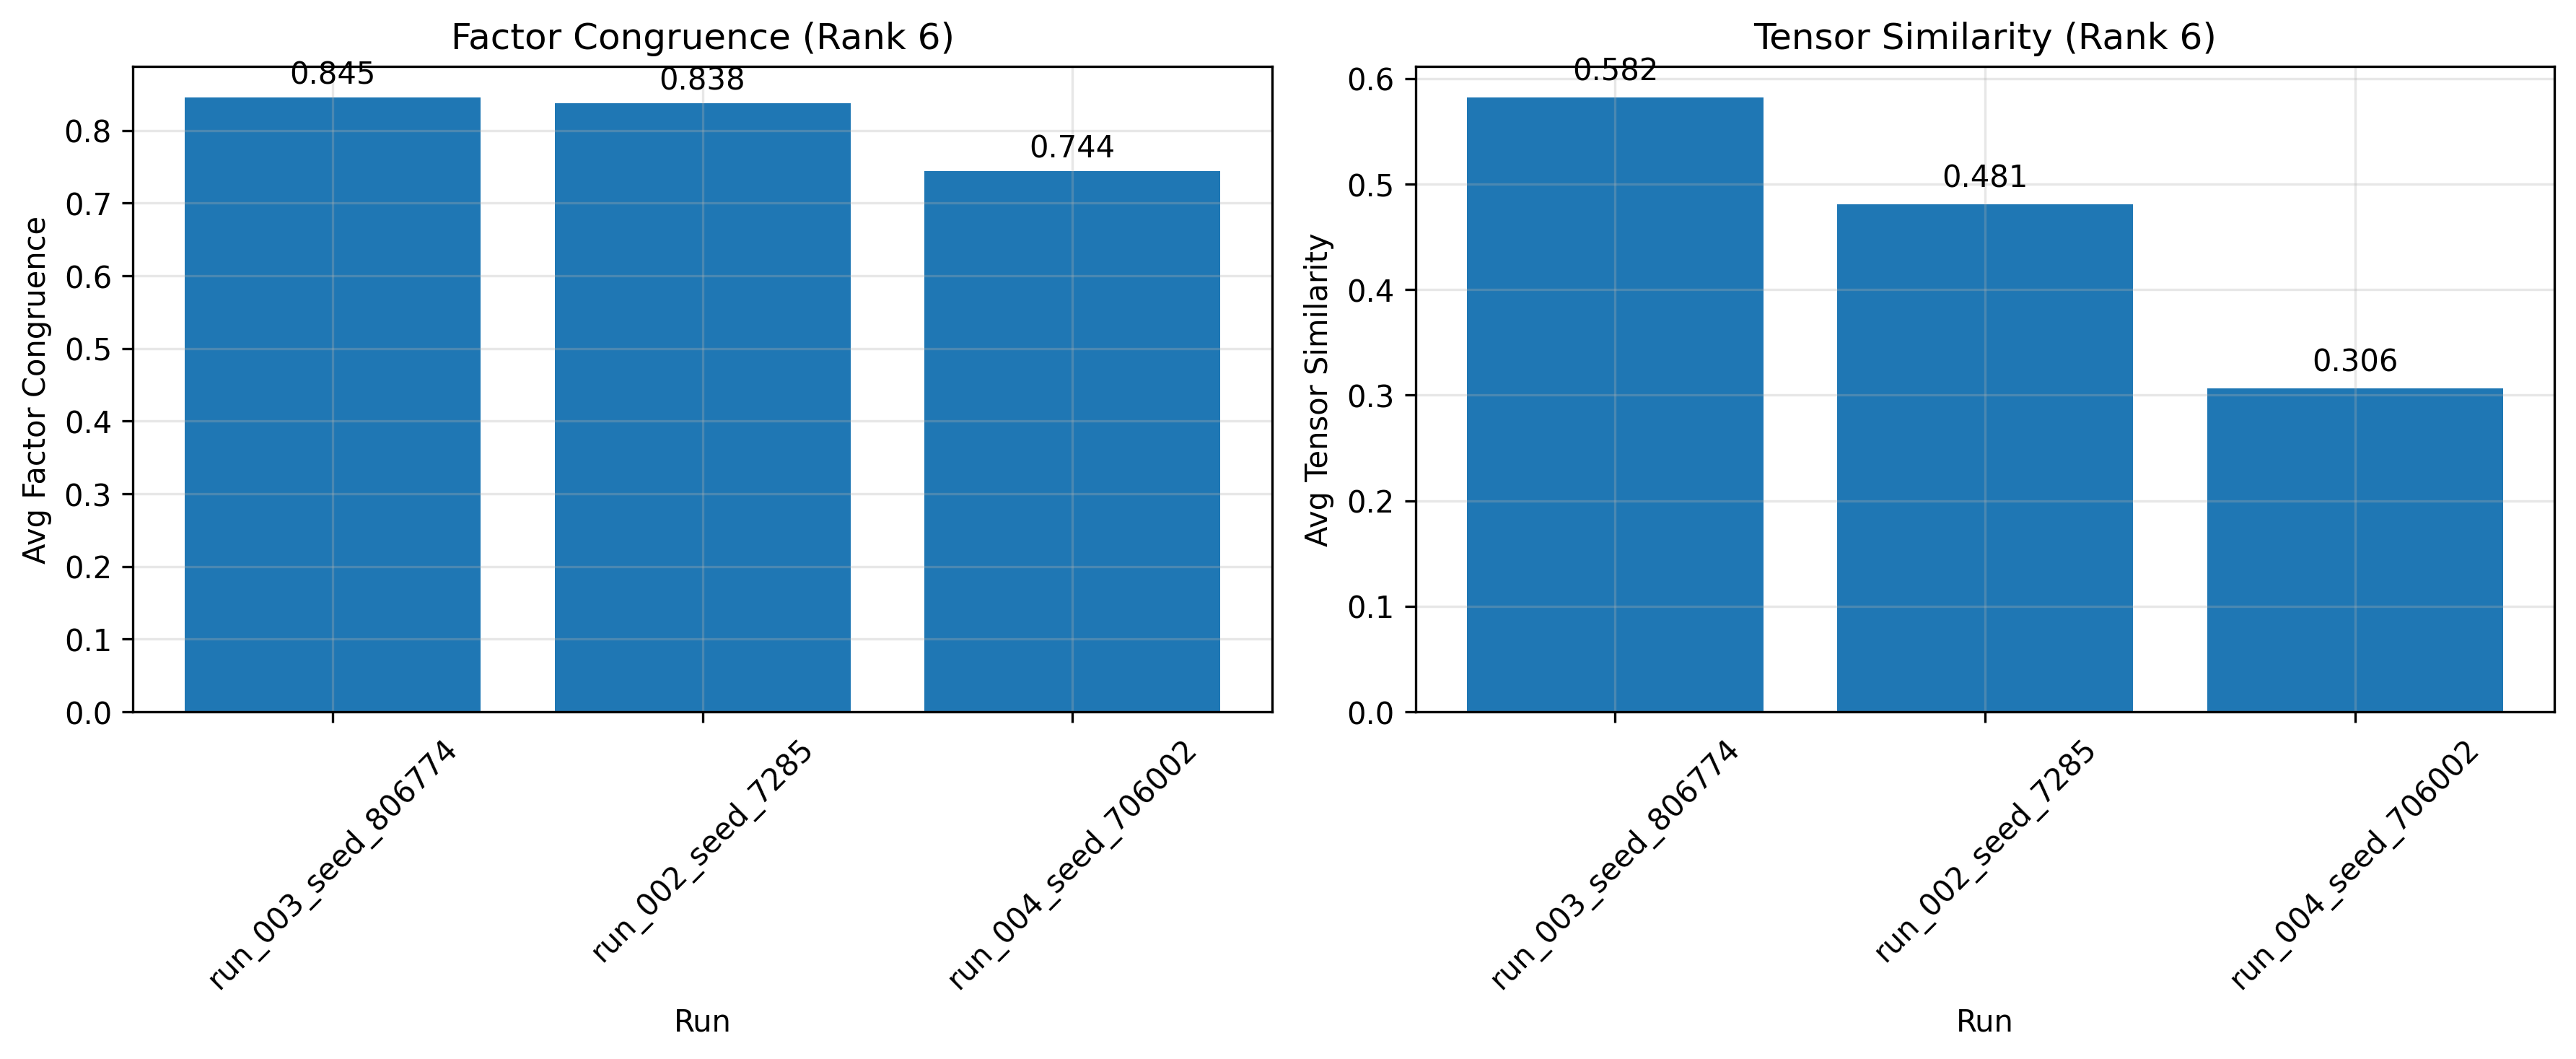 Factor Congruence (Rank 6)
Avg Factor Congruence
0.8
0.7
0.6
0.5
0.4
0.3
0.2
0.1
0.0
0.845
0.838
0.744
run_003_seed_806774
run_002_seed_7285
run_004_seed_706002
Run
Tensor Similarity (Rank 6)
Avg Tensor Similarity
0.6
0.5
0.4
0.3
0.2
0.1
0.0
0.582
0.481
0.306
run_003_seed_806774
run_002_seed_7285
run_004_seed_706002
Run